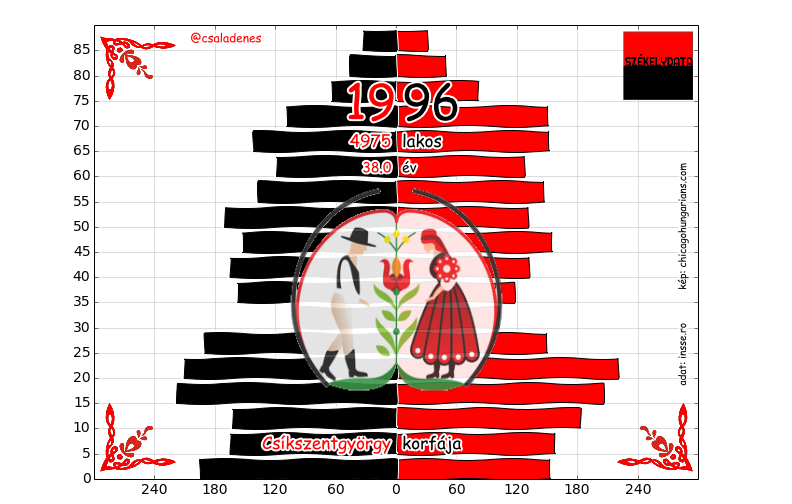 @csaladenes
SZÉKELYDATA
1996
4975 lakos
38.0 év
kép: chicagohungarians.com
adat: insse.ro
Csíkszentgyörgy korfája
85
80
75
70
65
60
55
50
45
40
35
30
25
20
15
10
5
0
240 180 120 60 0 60 120 180 240